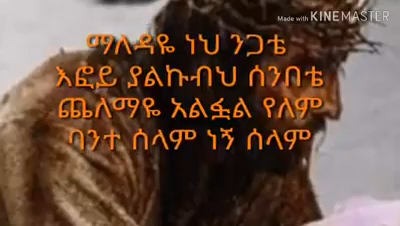 Made with KINEMASTER
ማለዳዬ ነህ ንጋቴ
እፎይ ያልኩብህ ሰንበቴ
ጨለማዬ አልፏል የለም
ባንተ ሰላም ነኝ ሰላም